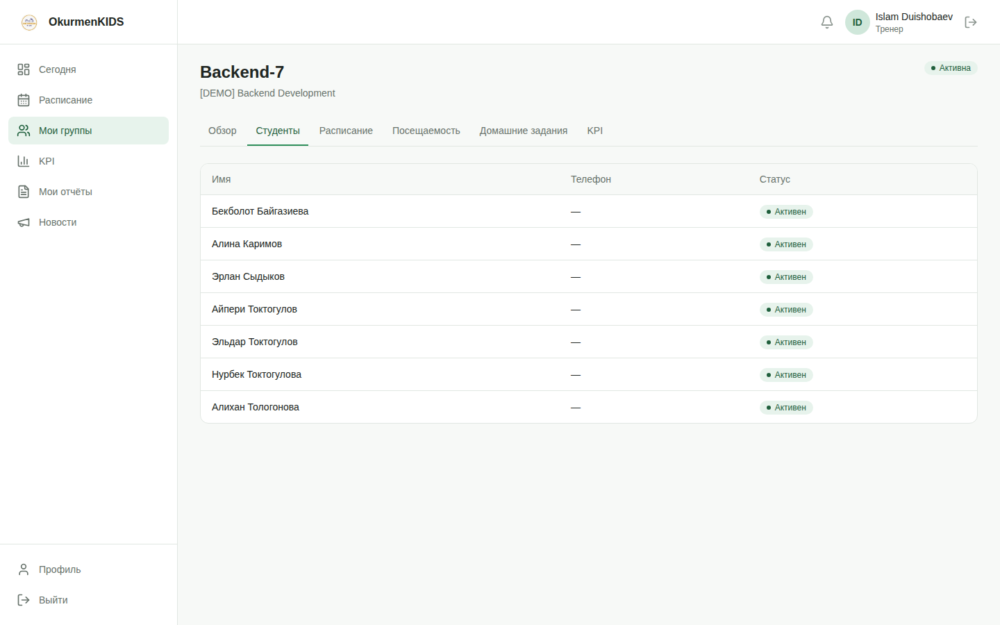 OkurmenKIDS
Islam Duishobaev
ID
Тренер
Сегодня
Расписание
Мои группы
KPI
Мои отчёты
Новости
Профиль
Выйти
Backend-7
Активна
[DEMO] Backend Development
Обзор Студенты Расписание Посещаемость Домашние задания KPI
Имя Телефон Статус
Бекболот Байгазиева — Активен
Алина Каримов — Активен
Эрлан Сыдыков — Активен
Айпери Токтогулов — Активен
Эльдар Токтогулов — Активен
Нурбек Токтогулова — Активен
Алихан Тологонова — Активен